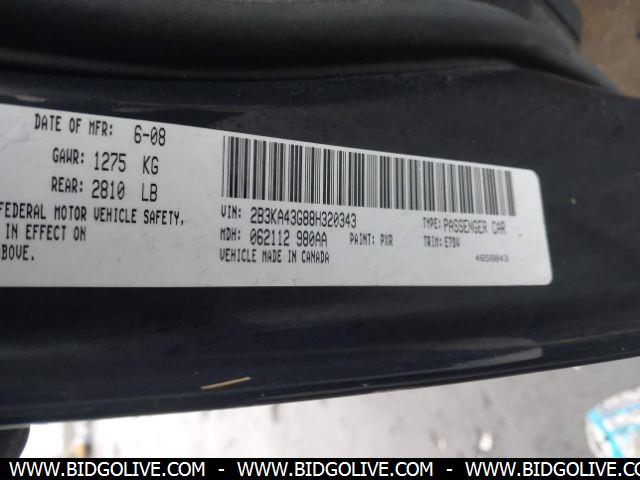 DATE OF MFR: 6-08
GAWR: 1275 KG
REAR: 2810 LB
FEDERAL MOTOR VEHICLE SAFETY,
IN EFFECT ON
BOVE.
VIN: 2B3KA43G88H320343
TYPE: PASSENGER CAR
MDH: 062112 980AA PAINT: PXR
TRIM: E7DV
VEHICLE MADE IN CANADA
4658843
WWW.BIDGOLIVE.COM - WWW.BIDGOLIVE.COM - WWW.BIDGOLIVE.COM